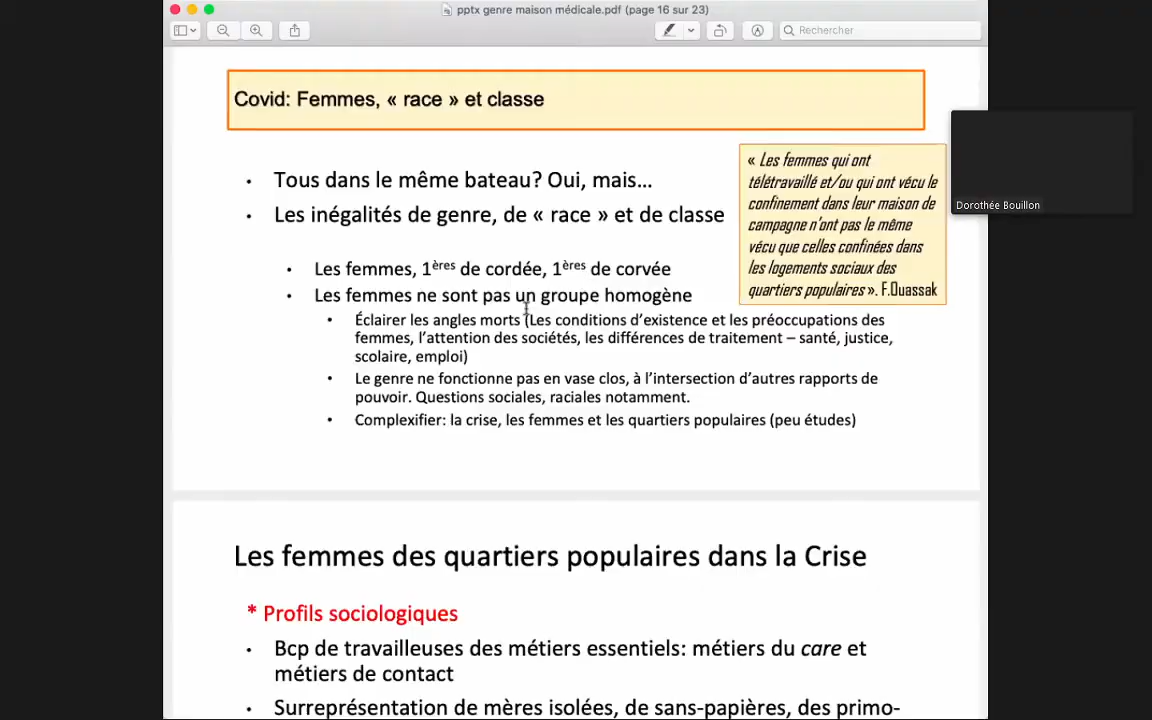 pptx genre maison médicale.pdf (page 16 sur 23)
Rechercher
Covid: Femmes, « race » et classe
• Tous dans le même bateau? Oui, mais...
• Les inégalités de genre, de « race » et de classe
• Les femmes, 1ères de cordée, 1ères de corvée
• Les femmes ne sont pas un groupe homogène
• Éclairer les angles morts (Les conditions d'existence et les préoccupations des
femmes, l'attention des sociétés, les différences de traitement – santé, justice,
scolaire, emploi)
• Le genre ne fonctionne pas en vase clos, à l'intersection d'autres rapports de
pouvoir. Questions sociales, raciales notamment.
• Complexifier: la crise, les femmes et les quartiers populaires (peu études)
« Les femmes qui ont
télétravaillé et/ou qui ont vécu le
confinement dans leur maison de
campagne n'ont pas le même
vécu que celles confinées dans
les logements sociaux des
quartiers populaires ». F.Ouassak
Dorothée Bouillon
Les femmes des quartiers populaires dans la Crise
* Profils sociologiques
• Bcp de travailleuses des métiers essentiels: métiers du care et
métiers de contact
• Surreprésentation de mères isolées, de sans-papières, des primo-